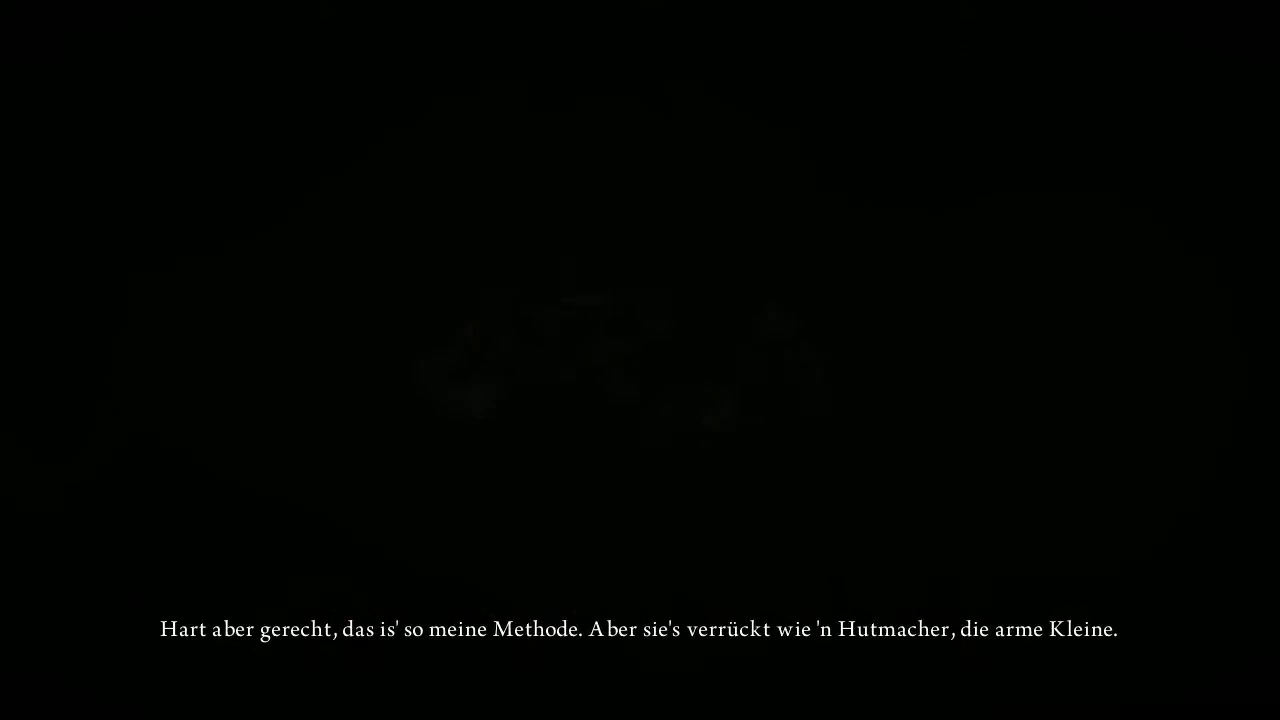 Hart aber gerecht, das is' so meine Methode. Aber sie's verrückt wie 'n Hutmacher, die arme Kleine.